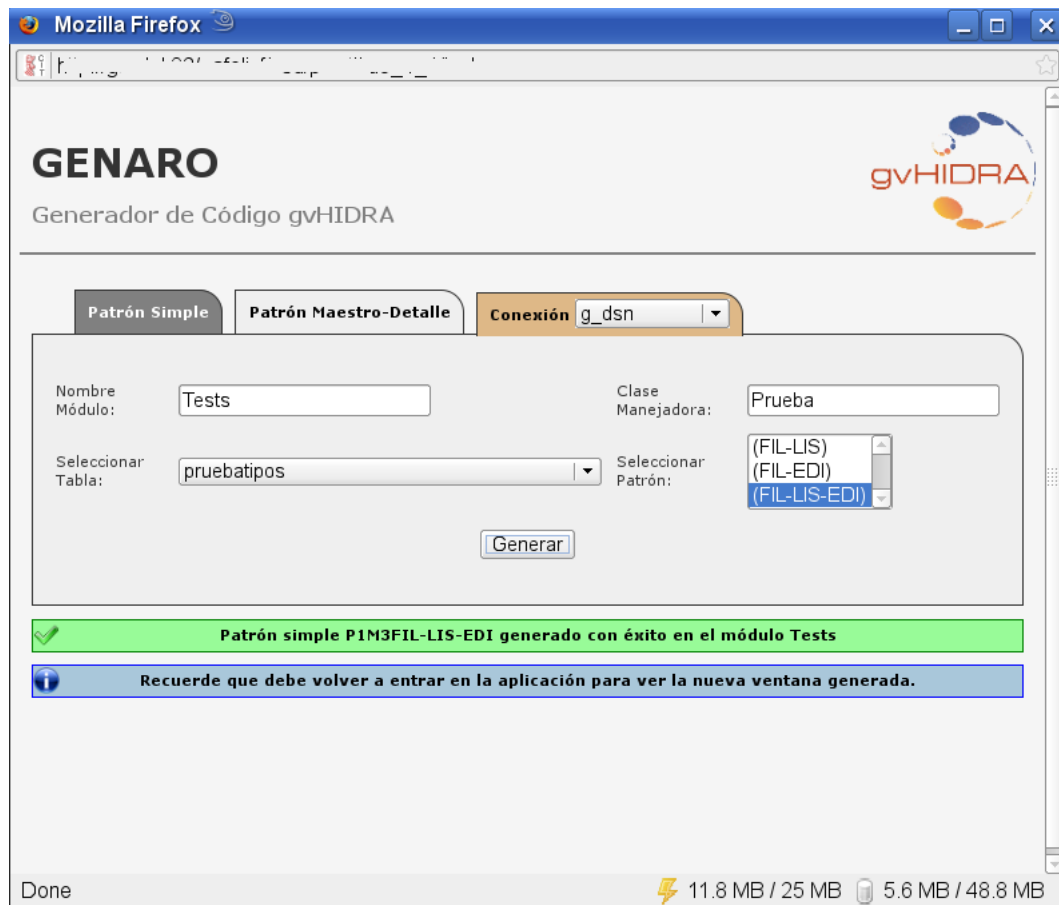 Mozilla Firefox
GENARO
gvHIDRA
Generador de Código gvHIDRA
Patrón Simple
Patrón Maestro-Detalle
Conexión g_dsn
Nombre Módulo:
Tests
Clase Manejadora:
Prueba
Seleccionar Tabla:
pruebatipos
Seleccionar Patrón:
(FIL-LIS)
(FIL-EDI)
(FIL-LIS-EDI)
Generar
Patrón simple P1M3FIL-LIS-EDI generado con éxito en el módulo Tests
Recuerde que debe volver a entrar en la aplicación para ver la nueva ventana generada.
Done
11.8 MB / 25 MB
5.6 MB / 48.8 MB